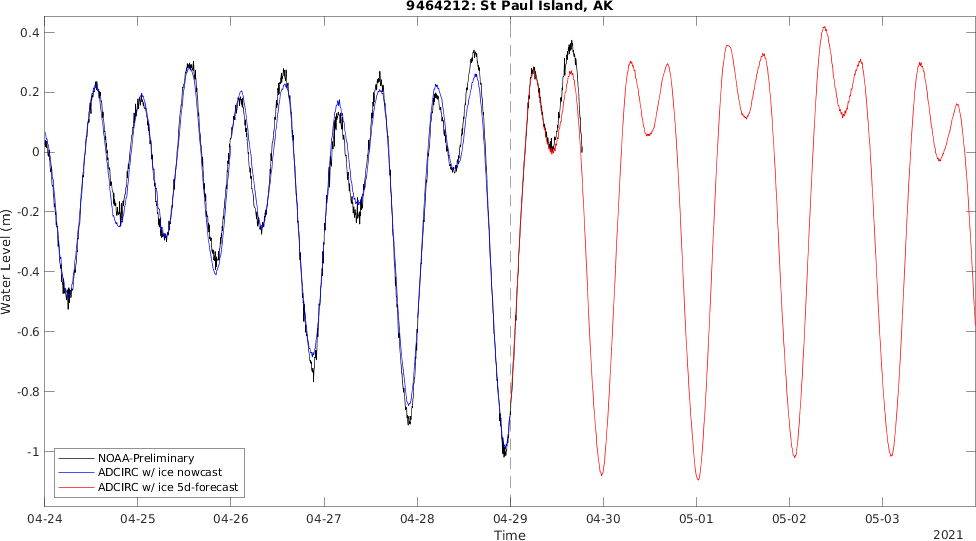 9464212: St Paul Island, AK
Water Level (m)
0.4
0.2
0
-0.2
-0.4
-0.6
-0.8
-1
NOAA-Preliminary
ADCIRC w/ ice nowcast
ADCIRC w/ ice 5d-forecast
04-24 04-25 04-26 04-27 04-28 04-29 04-30 05-01 05-02 05-03
Time
2021